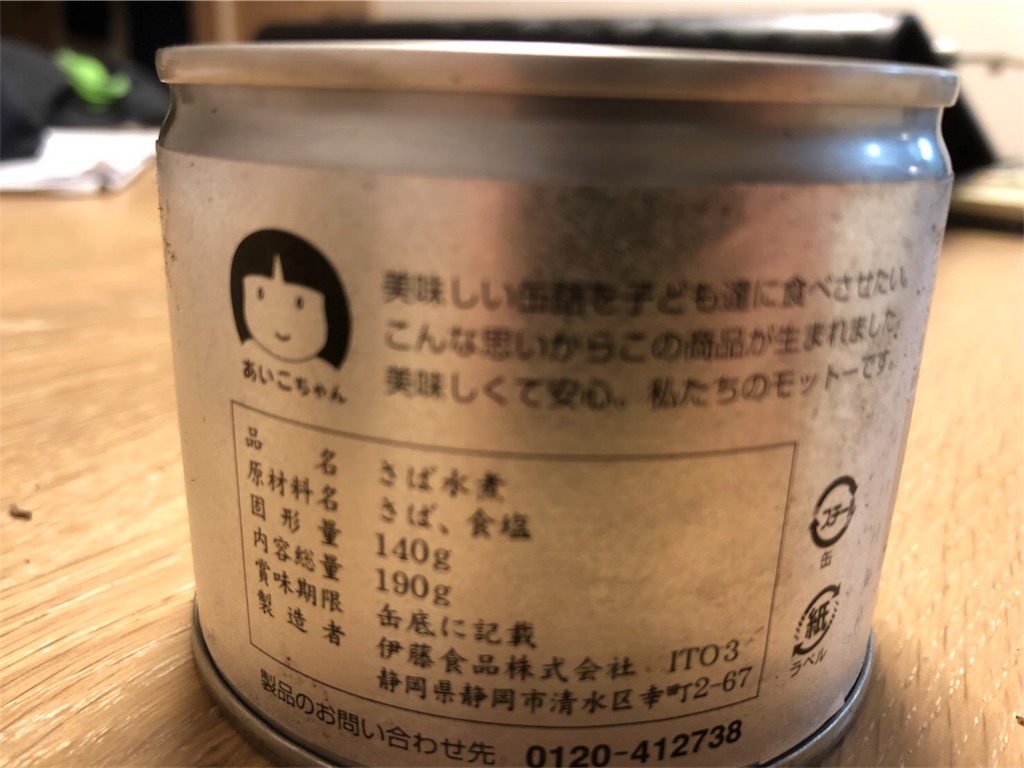 あいこちゃん
美味しい缶詰を子ども達に食べさせたい。
こんな思いからこの商品が生まれました。
美味しくて安心。私たちのモットーです。
品名 さば水煮
原材料名 さば、食塩
固形量 140g
内容総量 190g
賞味期限 缶底に記載
製造者 伊藤食品株式会社 ITO3
静岡県静岡市清水区幸町2-67
製品のお問い合わせ先 0120-412738
スチール
缶
紙
ラベル